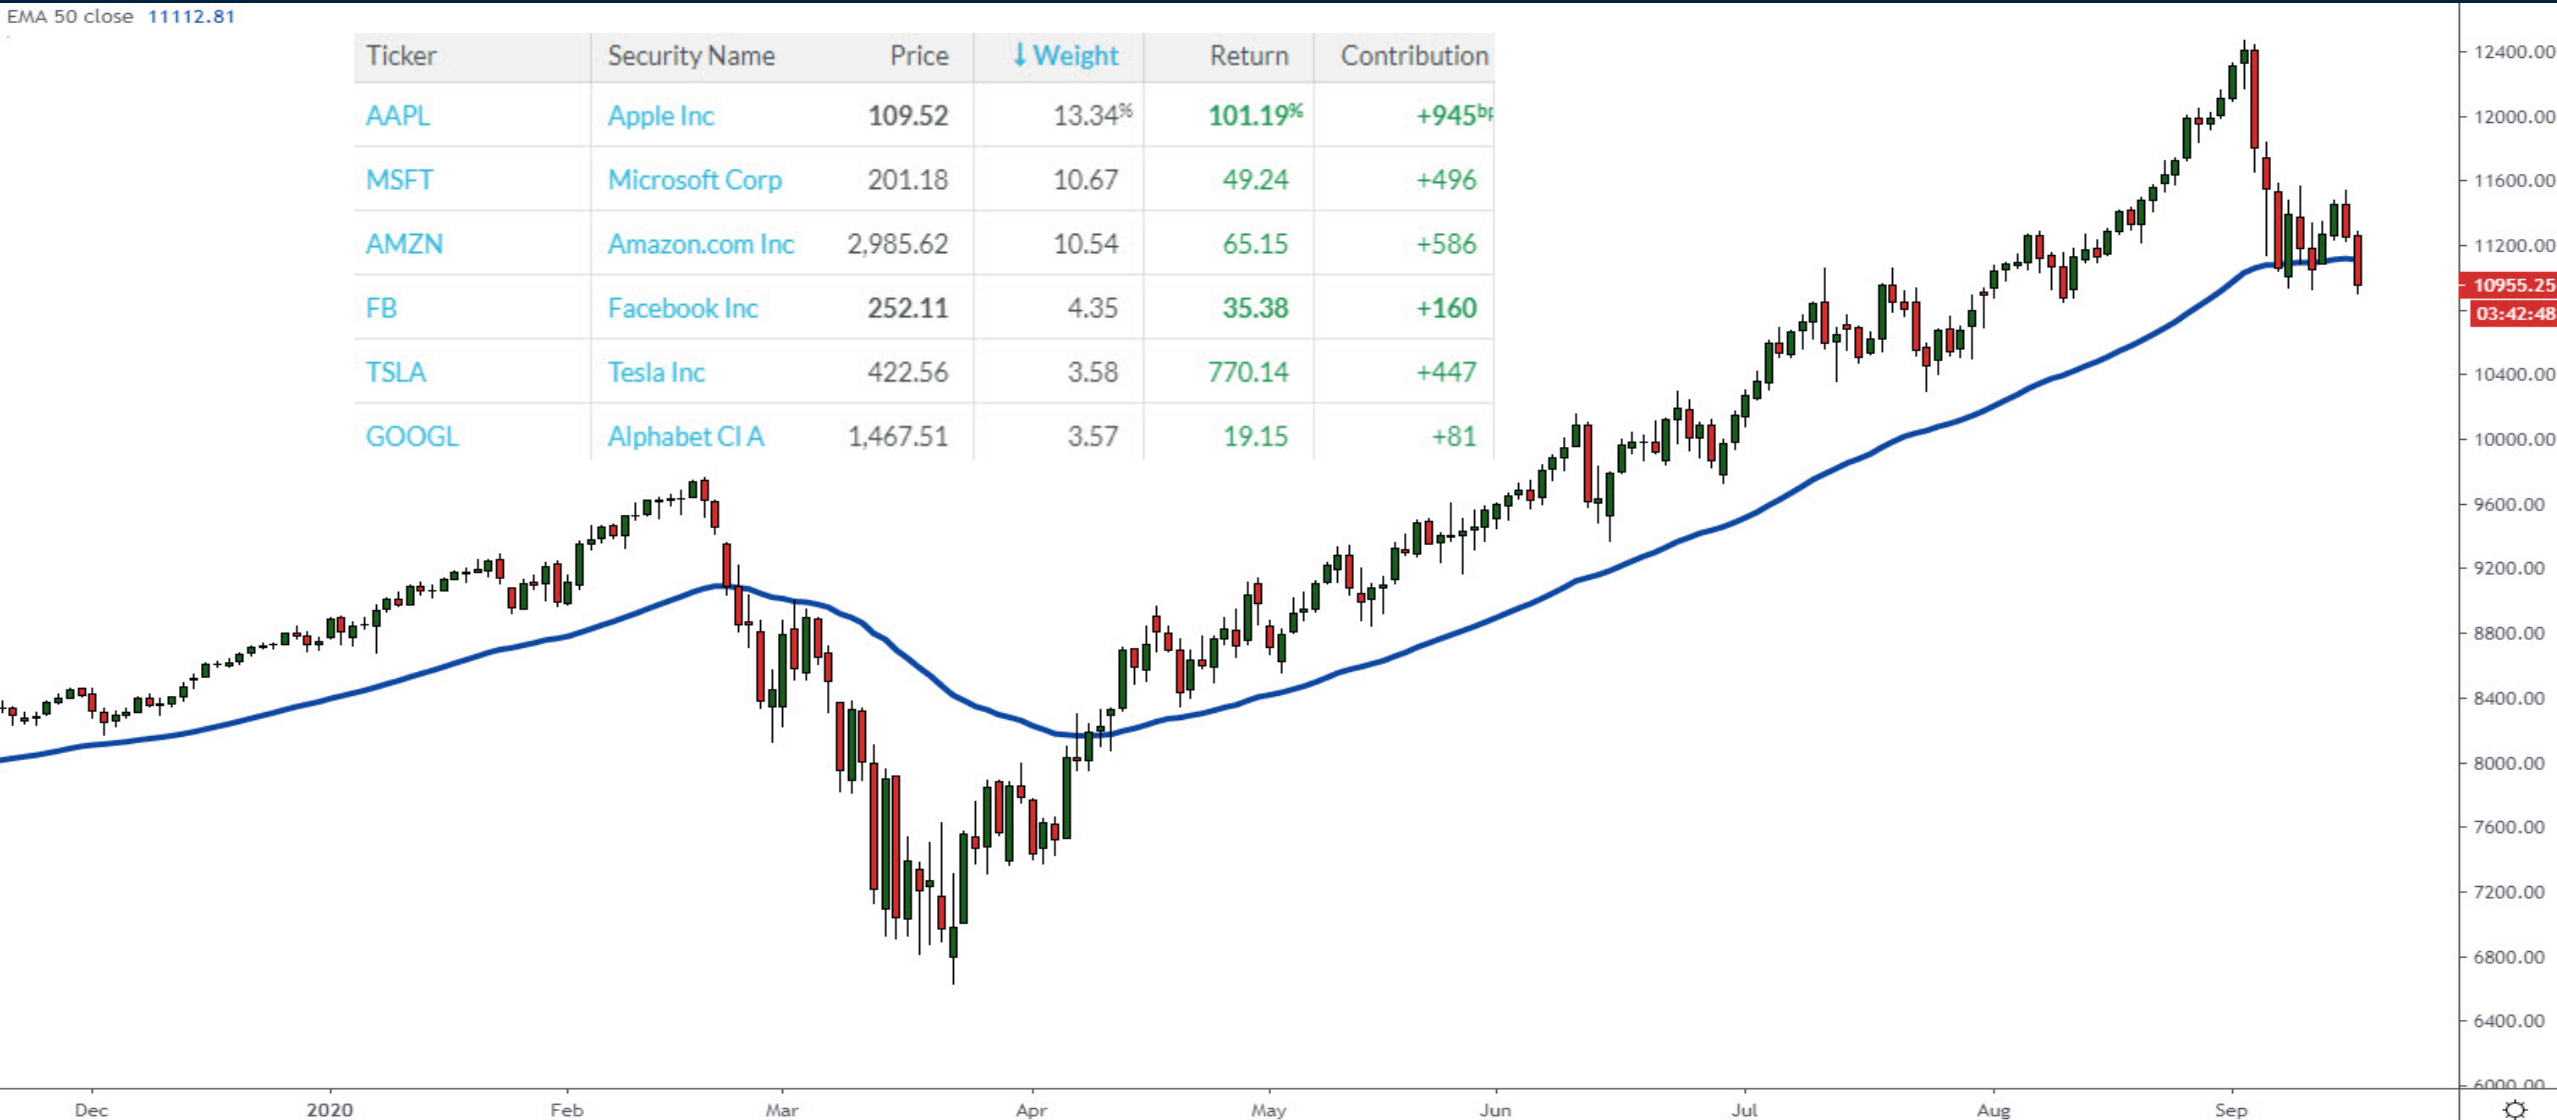 EMA 50 close 11112.81
Ticker Security Name Price ↓Weight Return Contribution
AAPL Apple Inc 109.52 13.34% 101.19% +945bp
MSFT Microsoft Corp 201.18 10.67 49.24 +496
AMZN Amazon.com Inc 2,985.62 10.54 65.15 +586
FB Facebook Inc 252.11 4.35 35.38 +160
TSLA Tesla Inc 422.56 3.58 770.14 +447
GOOGL Alphabet Cl A 1,467.51 3.57 19.15 +81
12400.00
12000.00
11600.00
11200.00
10955.25
03:42:48
10400.00
10000.00
9600.00
9200.00
8800.00
8400.00
8000.00
7600.00
7200.00
6800.00
6400.00
6000.00
Dec 2020 Feb Mar Apr May Jun Jul Aug Sep